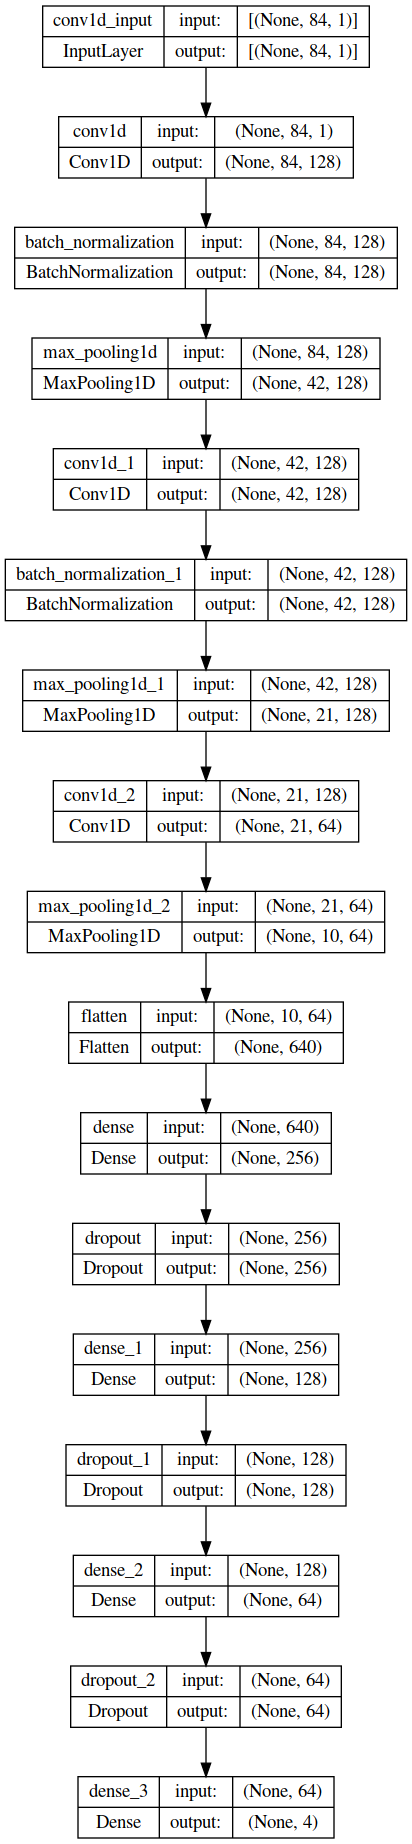 conv1d_input input: [(None, 84, 1)]
InputLayer output: [(None, 84, 1)]
conv1d input: (None, 84, 1)
Conv1D output: (None, 84, 128)
batch_normalization input: (None, 84, 128)
BatchNormalization output: (None, 84, 128)
max_pooling1d input: (None, 84, 128)
MaxPooling1D output: (None, 42, 128)
conv1d_1 input: (None, 42, 128)
Conv1D output: (None, 42, 128)
batch_normalization_1 input: (None, 42, 128)
BatchNormalization output: (None, 42, 128)
max_pooling1d_1 input: (None, 42, 128)
MaxPooling1D output: (None, 21, 128)
conv1d_2 input: (None, 21, 128)
Conv1D output: (None, 21, 64)
max_pooling1d_2 input: (None, 21, 64)
MaxPooling1D output: (None, 10, 64)
flatten input: (None, 10, 64)
Flatten output: (None, 640)
dense input: (None, 640)
Dense output: (None, 256)
dropout input: (None, 256)
Dropout output: (None, 256)
dense_1 input: (None, 256)
Dense output: (None, 128)
dropout_1 input: (None, 128)
Dropout output: (None, 128)
dense_2 input: (None, 128)
Dense output: (None, 64)
dropout_2 input: (None, 64)
Dropout output: (None, 64)
dense_3 input: (None, 64)
Dense output: (None, 4)